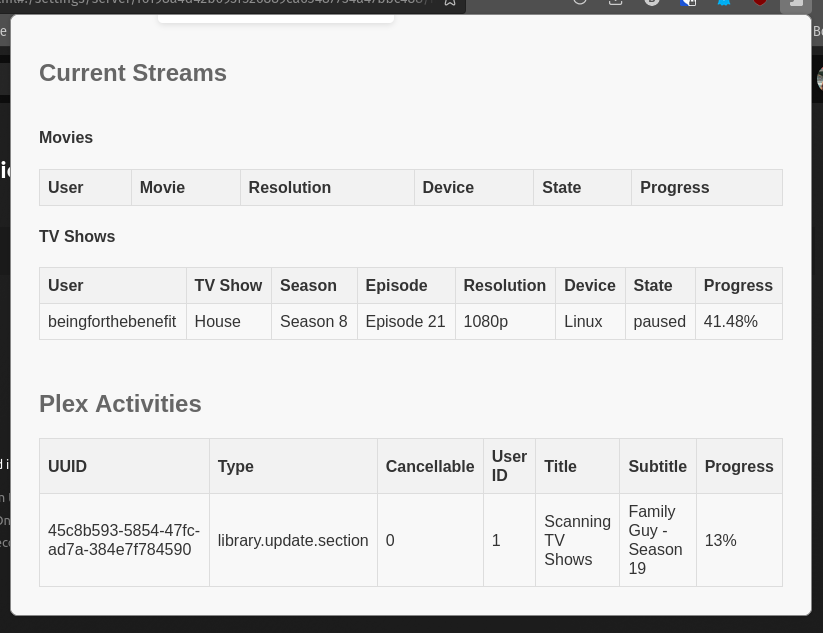 Current Streams
Movies
User Movie Resolution Device State Progress
TV Shows
User TV Show Season Episode Resolution Device State Progress
beingforthebenefit House Season 8 Episode 21 1080p Linux paused 41.48%
Plex Activities
UUID Type Cancellable User ID Title Subtitle Progress
45c8b593-5854-47fc-ad7a-384e7f784590 library.update.section 0 1 Scanning TV Shows Family Guy - Season 19 13%